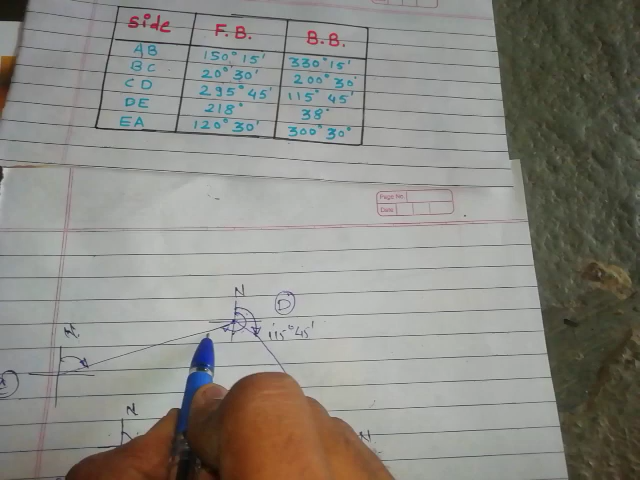 Side F.B. B.B.
AB 150° 15' 330° 15'
BC 20° 30' 200° 30'
CD 295° 45' 115° 45'
DE 218° 38°
EA 120° 30' 300° 30°
Page No.
Date
N D
115° 45'
N
N